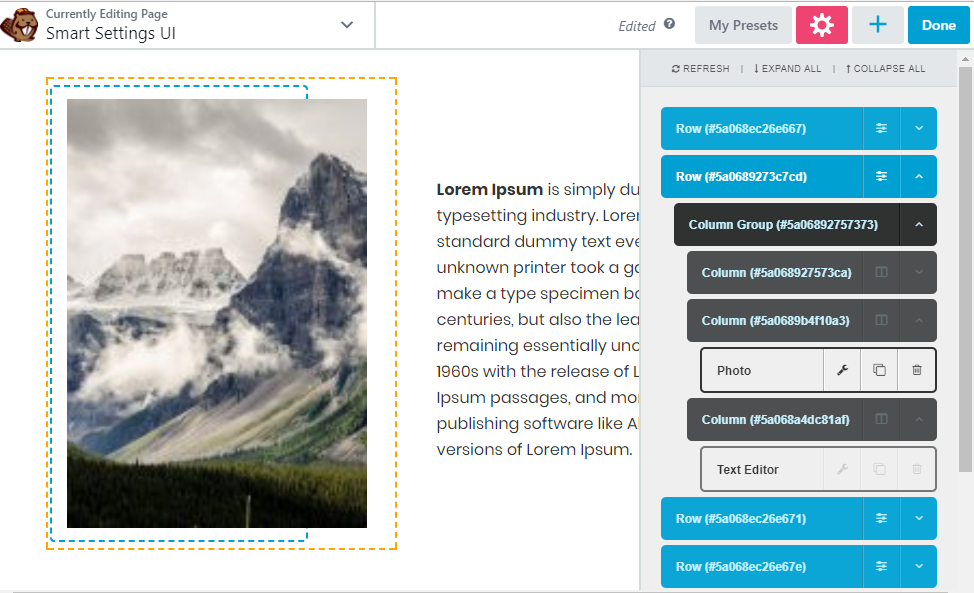 Currently Editing Page
Smart Settings UI
Edited
My Presets
Done
REFRESH | EXPAND ALL | COLLAPSE ALL
Row (#5a068ec26e667)
Row (#5a0689273c7cd)
Column Group (#5a06892757373)
Column (#5a068927573ca)
Column (#5a0689b4f10a3)
Photo
Column (#5a068a4dc81af)
Text Editor
Row (#5a068ec26e671)
Row (#5a068ec26e67e)
Lorem Ipsum is simply du
typesetting industry. Lorer
standard dummy text eve
unknown printer took a ga
make a type specimen bo
centuries, but also the lea
remaining essentially unc
1960s with the release of L
Ipsum passages, and mor
publishing software like Al
versions of Lorem Ipsum.